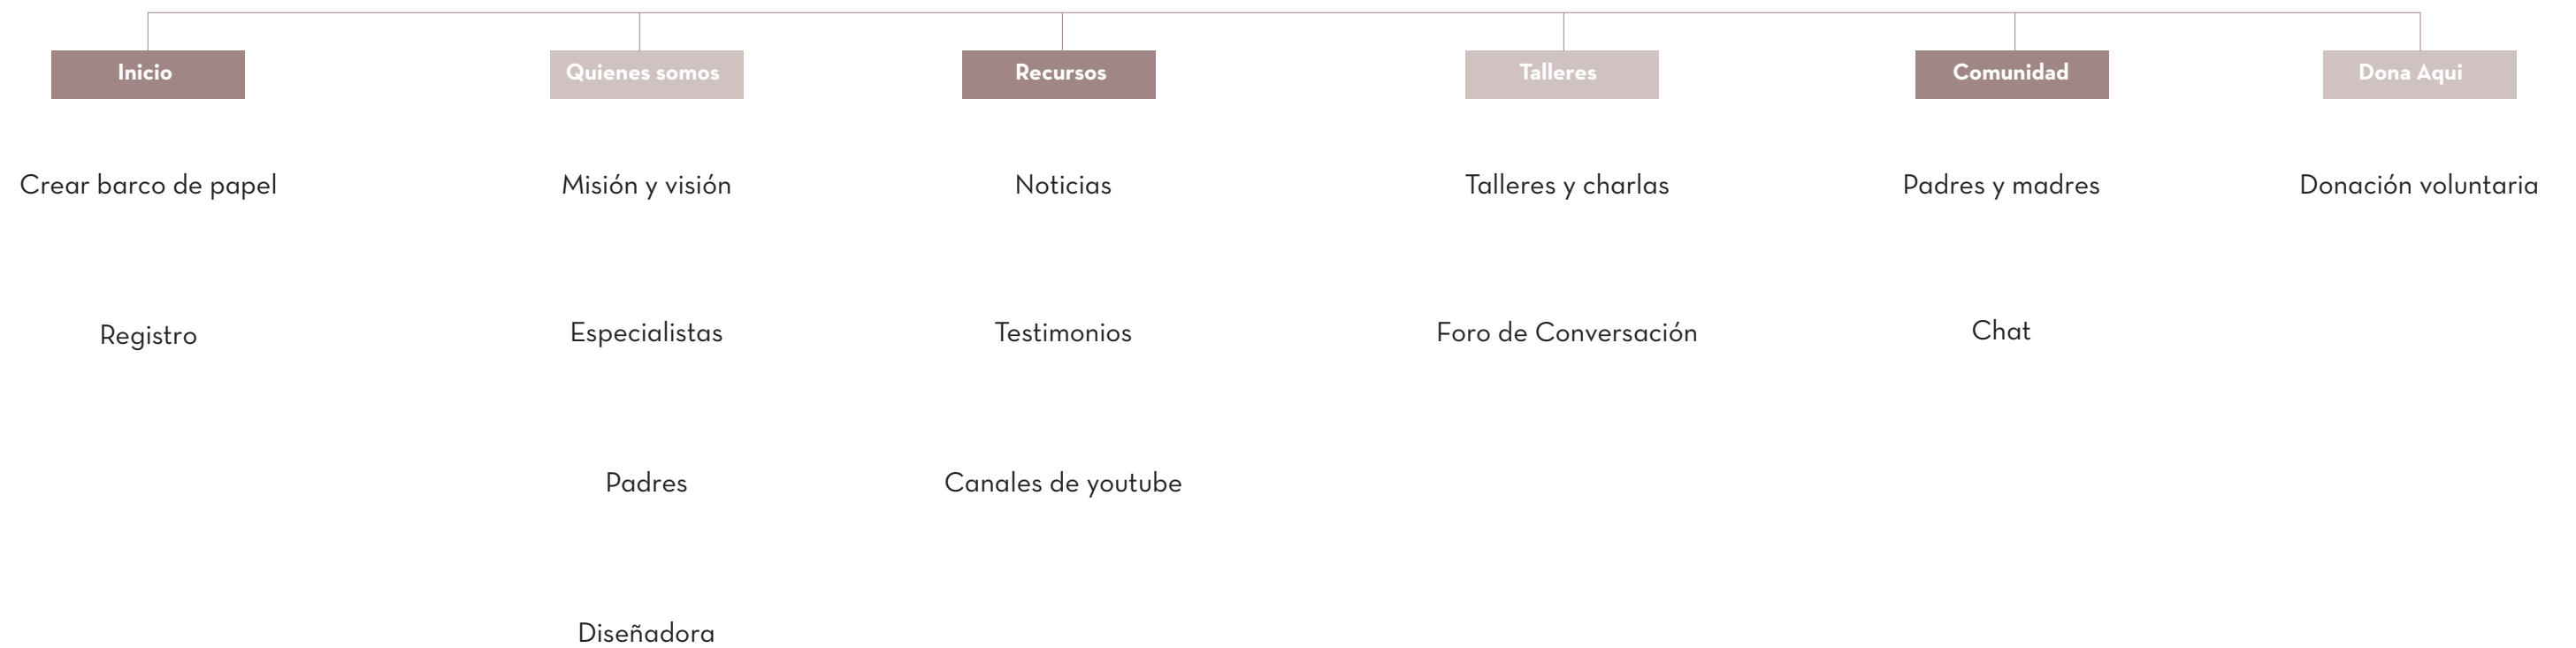 Inicio
Quienes somos
Recursos
Talleres
Comunidad
Dona Aqui
Crear barco de papel
Misión y visión
Noticias
Talleres y charlas
Padres y madres
Donación voluntaria
Registro
Especialistas
Testimonios
Foro de Conversación
Chat
Padres
Canales de youtube
Diseñadora